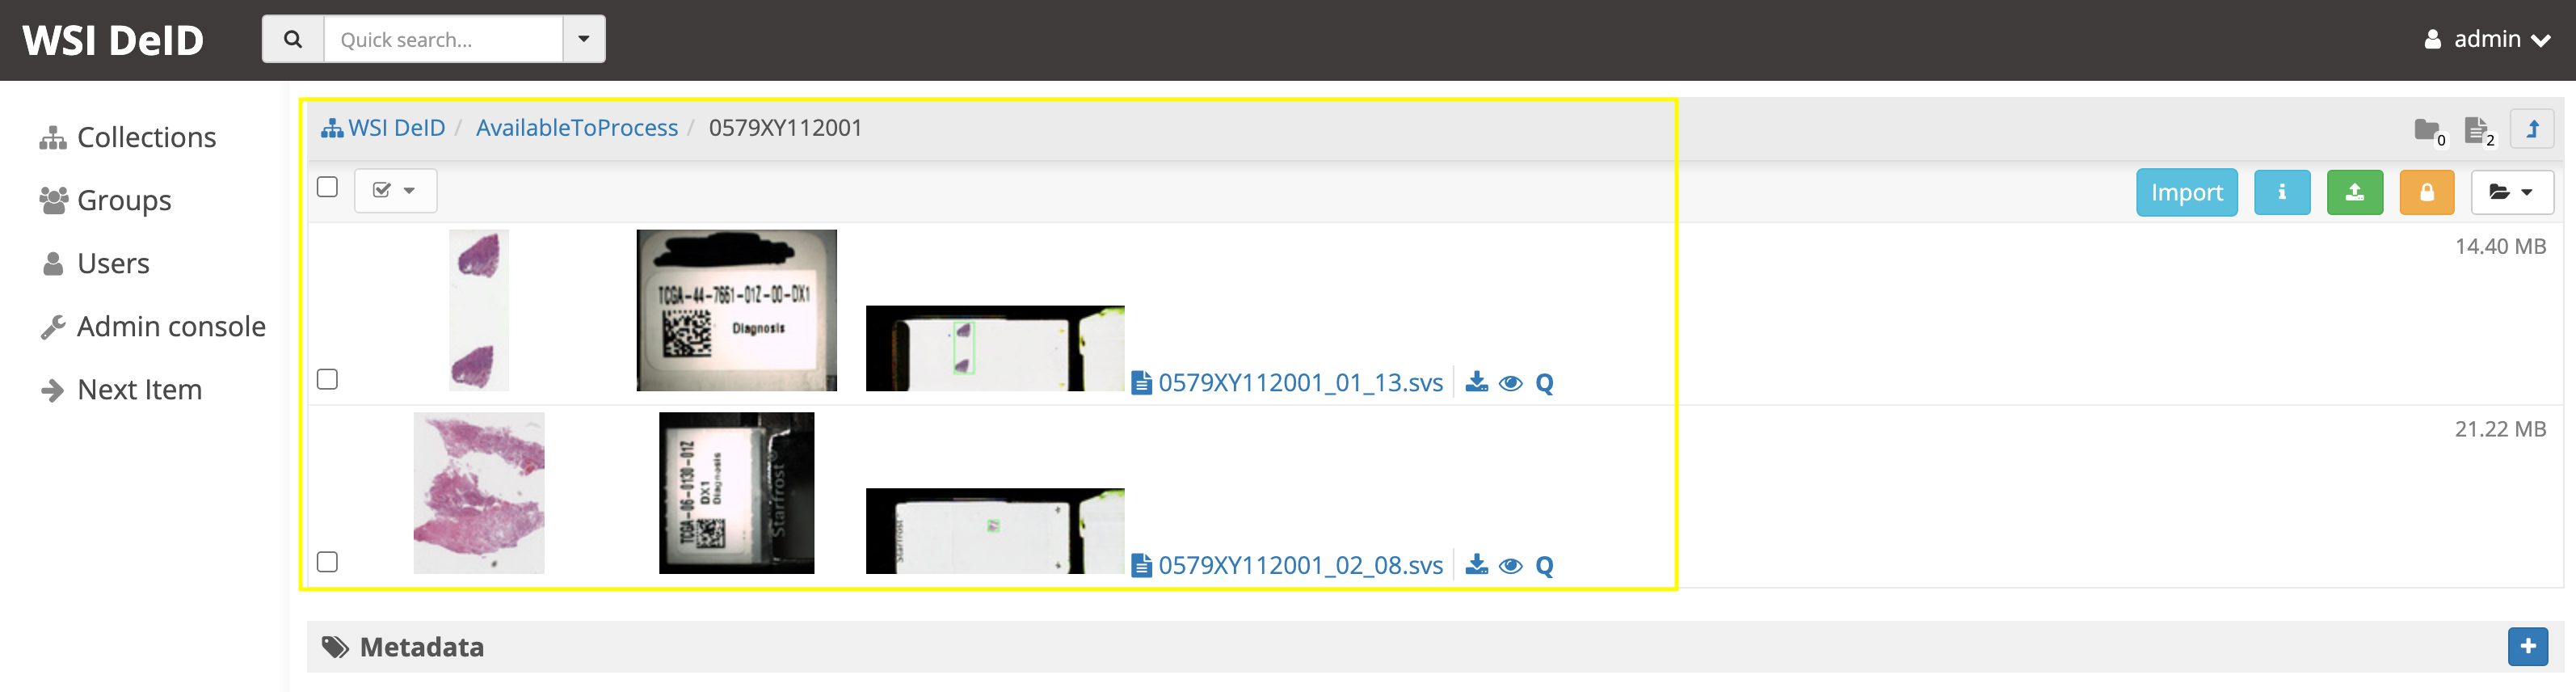 WSI DeID
Quick search...
admin
Collections
Groups
Users
Admin console
Next Item
WSI DeID / AvailableToProcess / 0579XY112001
0
2
Import
i
TCGA-44-7661-01Z-00-DX1
Diagnosis
0579XY112001_01_13.svs
Q
14.40 MB
TCGA-06-0130-01Z
DX1
Diagnosis
Starfrost
Starfrost
0579XY112001_02_08.svs
Q
21.22 MB
Metadata